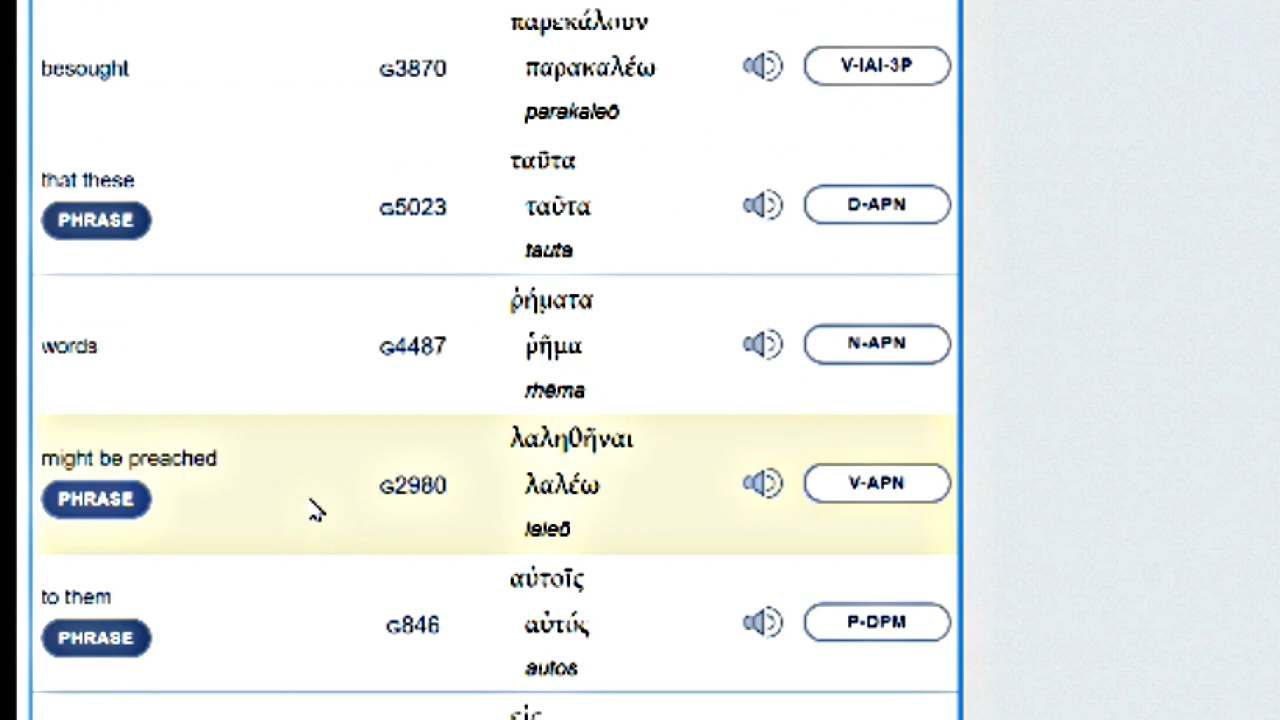 παρεκάλουν
besought G3870 παρακαλέω V-IAI-3P
parakaleō
ταῦτα
that these
PHRASE G5023 ταῦτα D-APN
tauta
ῥήματα
words G4487 ῥῆμα N-APN
rhēma
λαληθῆναι
might be preached
PHRASE G2980 λαλέω V-APN
laleō
αὐτοῖς
to them
PHRASE G846 αὐτός P-DPM
autos
εἰς